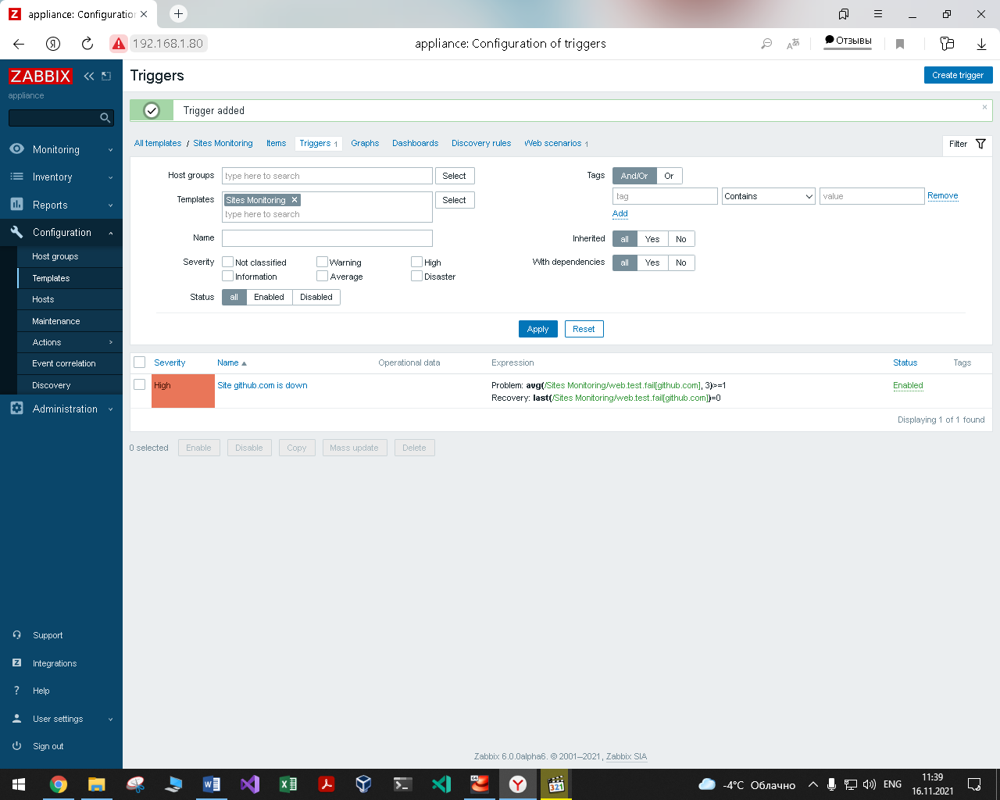 appliance: Configuration
192.168.1.80
appliance: Configuration of triggers
Отзывы
ZABBIX
appliance
Monitoring
Inventory
Reports
Configuration
Host groups
Templates
Hosts
Maintenance
Actions
Event correlation
Discovery
Administration
Support
Integrations
Help
User settings
Sign out
Triggers
Create trigger
Trigger added
All templates / Sites Monitoring Items Triggers 1 Graphs Dashboards Discovery rules Web scenarios 1
Filter
Host groups type here to search Select
Templates Sites Monitoring Select
type here to search
Name
Severity Not classified Warning High
Information Average Disaster
Status all Enabled Disabled
Tags And/Or Or
tag Contains value Remove
Add
Inherited all Yes No
With dependencies all Yes No
Apply Reset
Severity Name Operational data Expression Status Tags
High Site github.com is down Problem: avg(/Sites Monitoring/web.test.fail[github.com], 3)>=1 Enabled
Recovery: last(/Sites Monitoring/web.test.fail[github.com])=0
Displaying 1 of 1 found
0 selected Enable Disable Copy Mass update Delete
Zabbix 6.0.0alpha6. © 2001–2021, Zabbix SIA
-4°C Облачно
ENG
11:39
16.11.2021